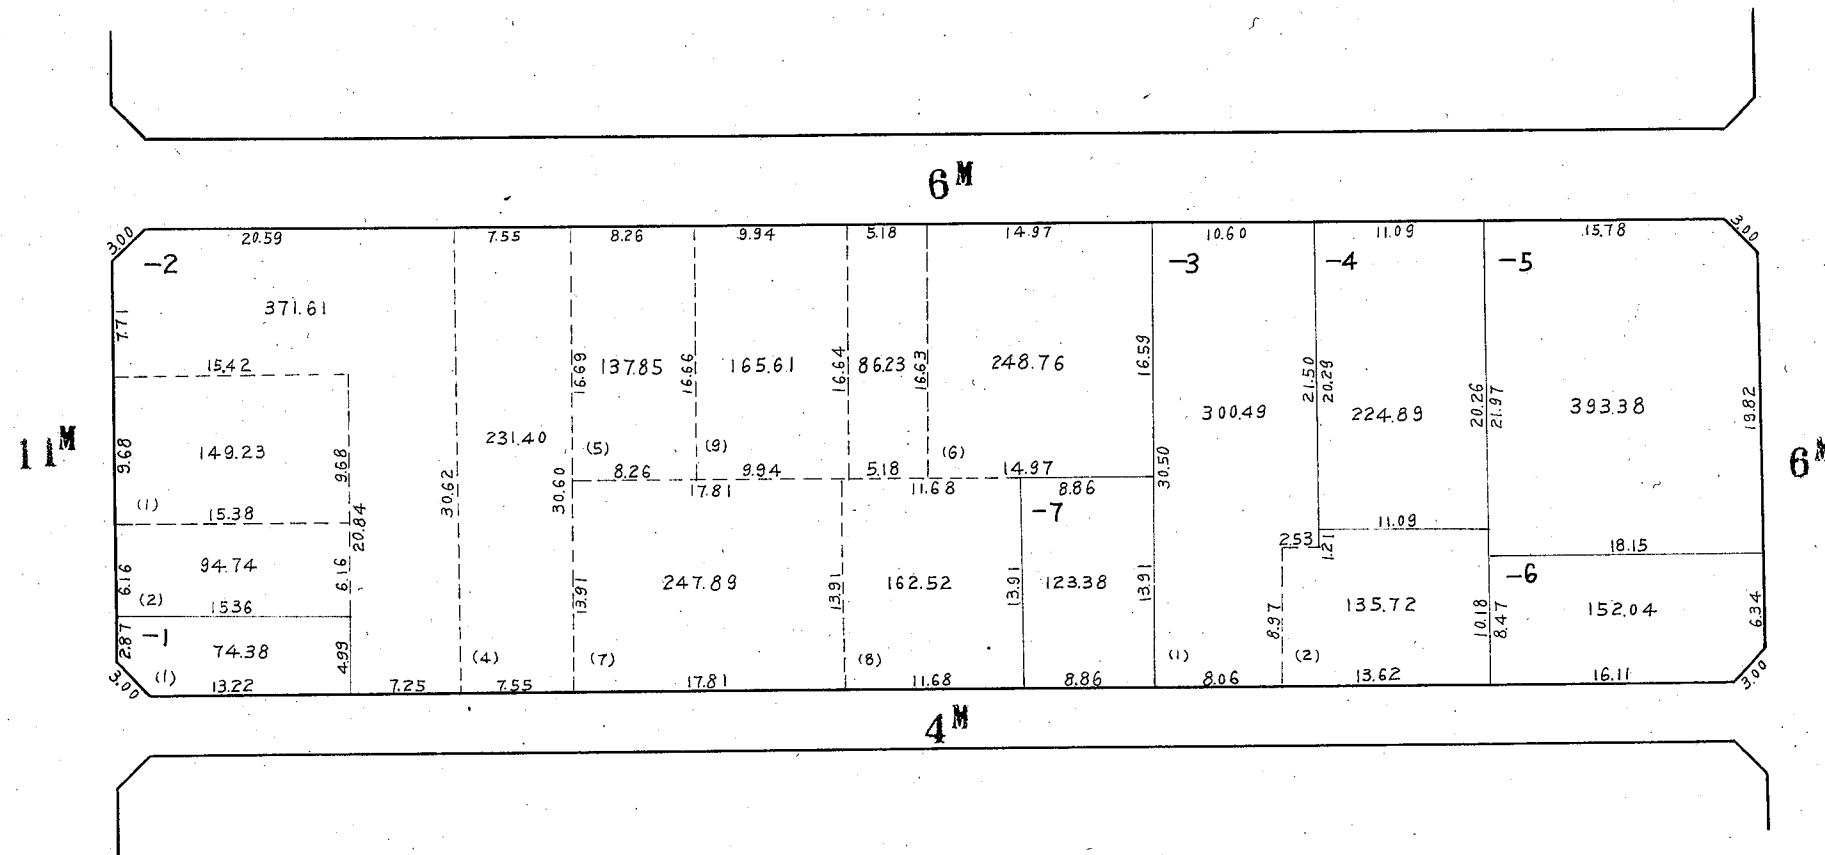 6M
3.00 20.59 7.55 8.26 9.94 5.18 14.97 10.60 11.09 15.78 3.00
-2 -3 -4 -5
371.61
7.71
15.42
16.69 137.85 16.66 165.61 16.64 86.23 16.63 248.76 16.59
21.50 20.29 20.26 21.97 393.38 19.82
300.49 224.89
11M
9.68 149.23 9.68 231.40 (5) (9) (6) 6M
30.62 30.60 8.26 9.94 5.18 14.97 30.50
17.81 11.68 8.86
(1) 15.38 20.84 -7 11.09
2.53 1.21 18.15
94.74
6.16 6.16 13.91 247.89 13.91 162.52 13.91 123.38 13.91 -6
(2) 15.36 8.97 135.72 10.18 8.47 152.04 6.34
2.87 -1 74.38 4.99 (4) (7) (8) (1) (2)
3.00 (1) 13.22 7.25 7.55 17.81 11.68 8.86 8.06 13.62 16.11 3.00
4M